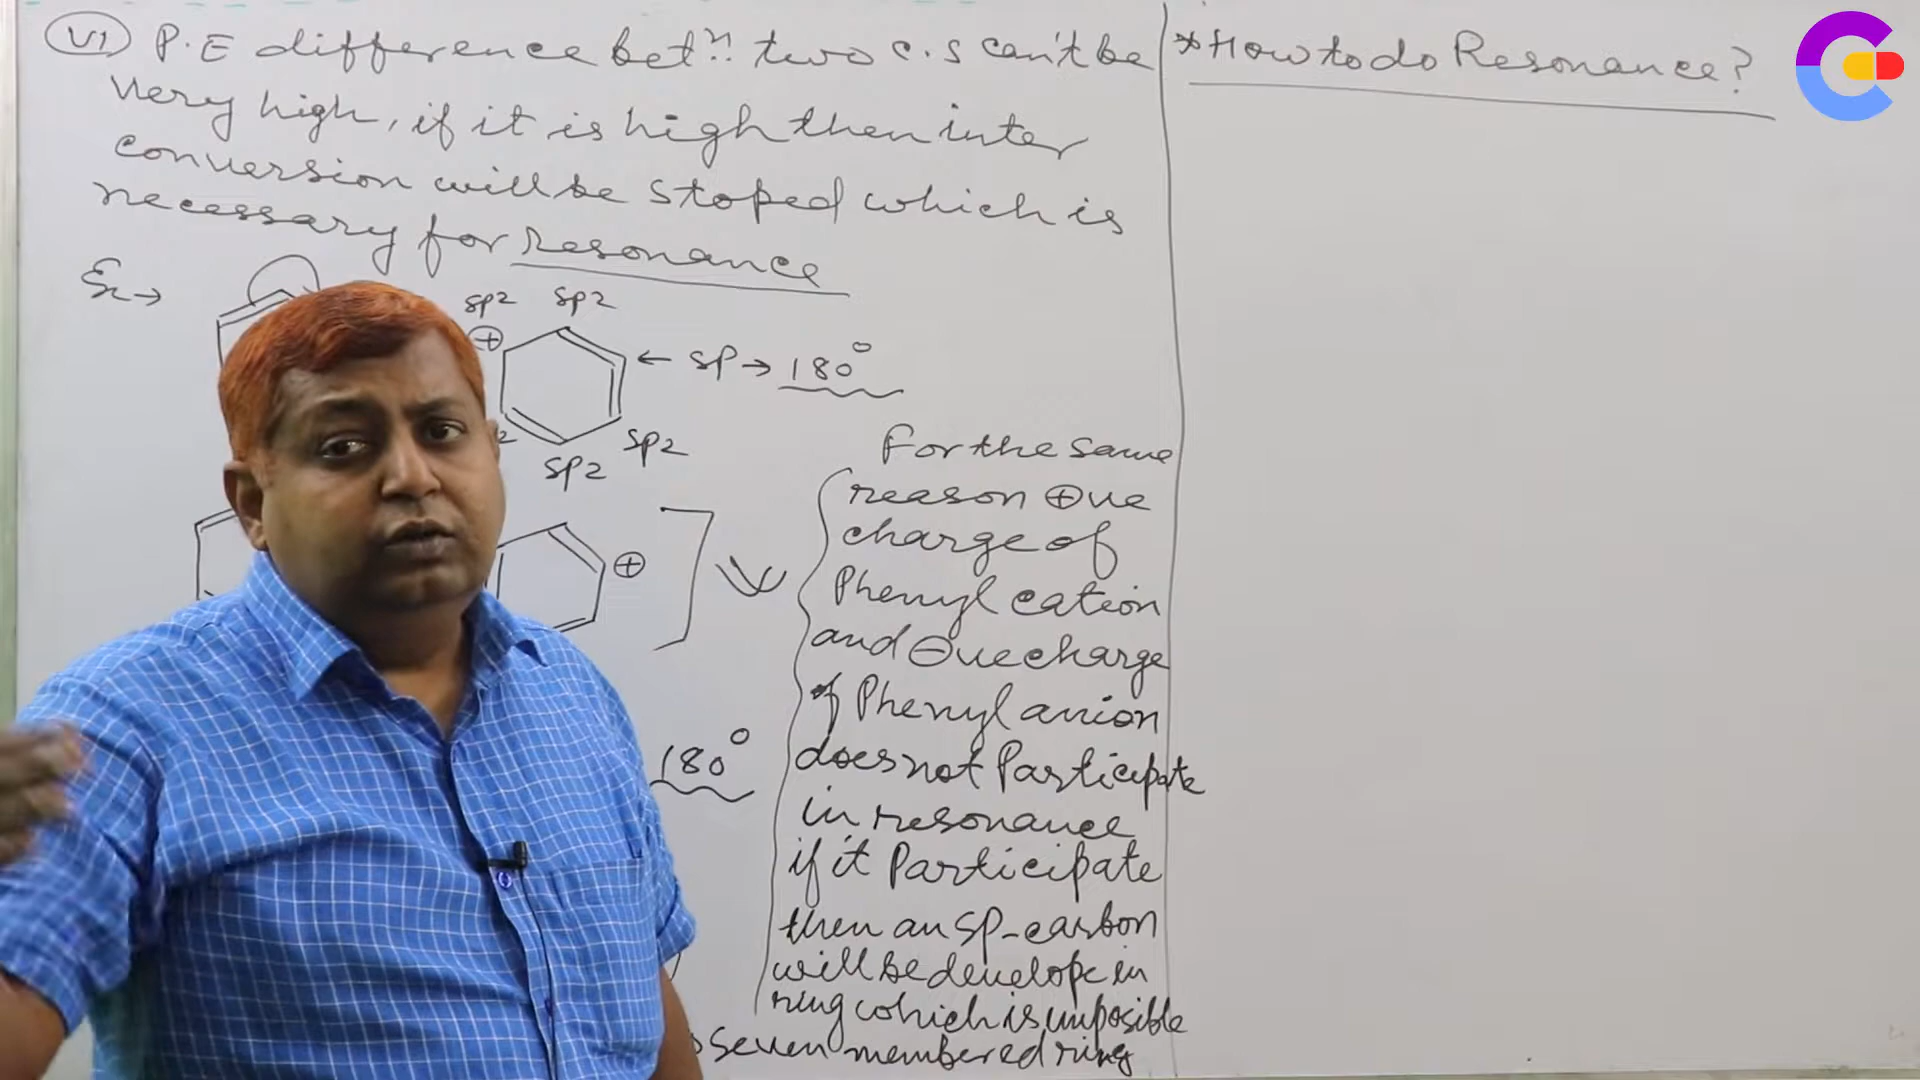 VI P.E difference betⁿ: two c.s can't be
very high, if it is high then inter
conversion will be stoped which is
necessary for resonance
Ex →
sp2 sp2
⊕
← sp → 180°
2 sp2
sp2
⊕
180°
For the same
reason ⊕ve
charge of
Phenyl cation
and ⊖ve charge
of Phenyl anion
does not Participate
in resonance
if it Participate
then an sp-carbon
will be develope in
ring which is imposible
seven membered ring
* How to do Resonance?